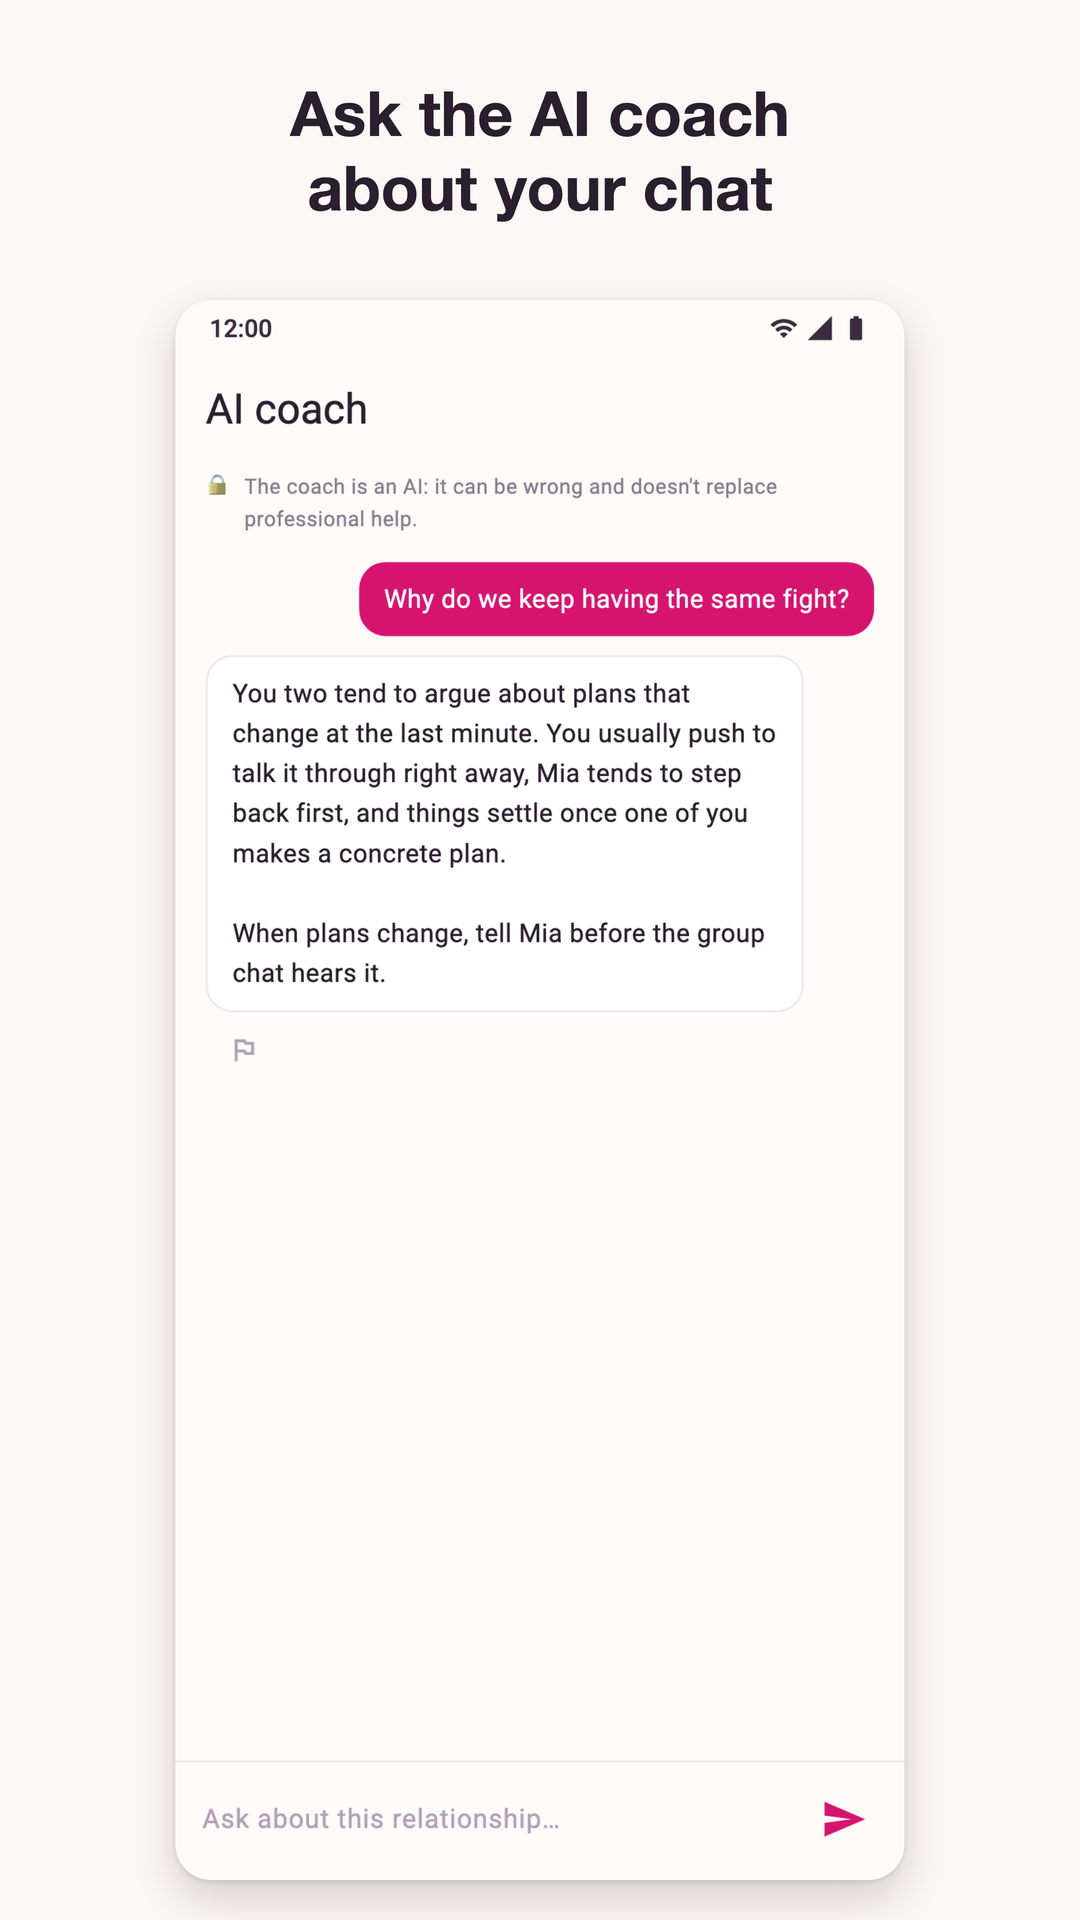 Ask the AI coach
about your chat
12:00
AI coach
The coach is an AI: it can be wrong and doesn't replace
professional help.
Why do we keep having the same fight?
You two tend to argue about plans that
change at the last minute. You usually push to
talk it through right away, Mia tends to step
back first, and things settle once one of you
makes a concrete plan.
When plans change, tell Mia before the group
chat hears it.
Ask about this relationship…